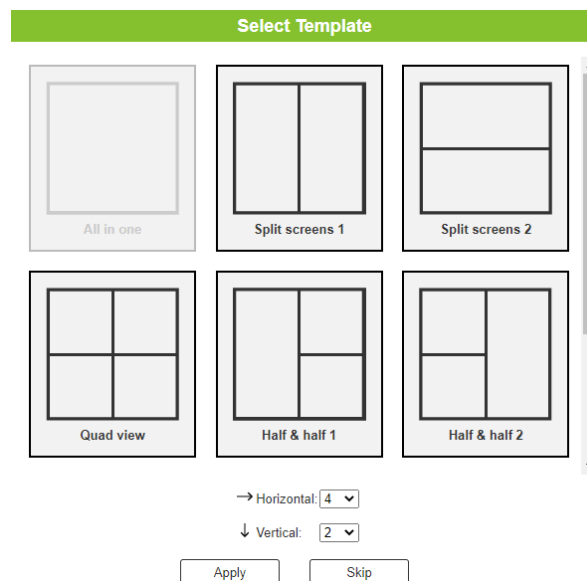 Select Template
All in one
Split screens 1
Split screens 2
Quad view
Half & half 1
Half & half 2
→ Horizontal: 4
↓ Vertical: 2
Apply
Skip